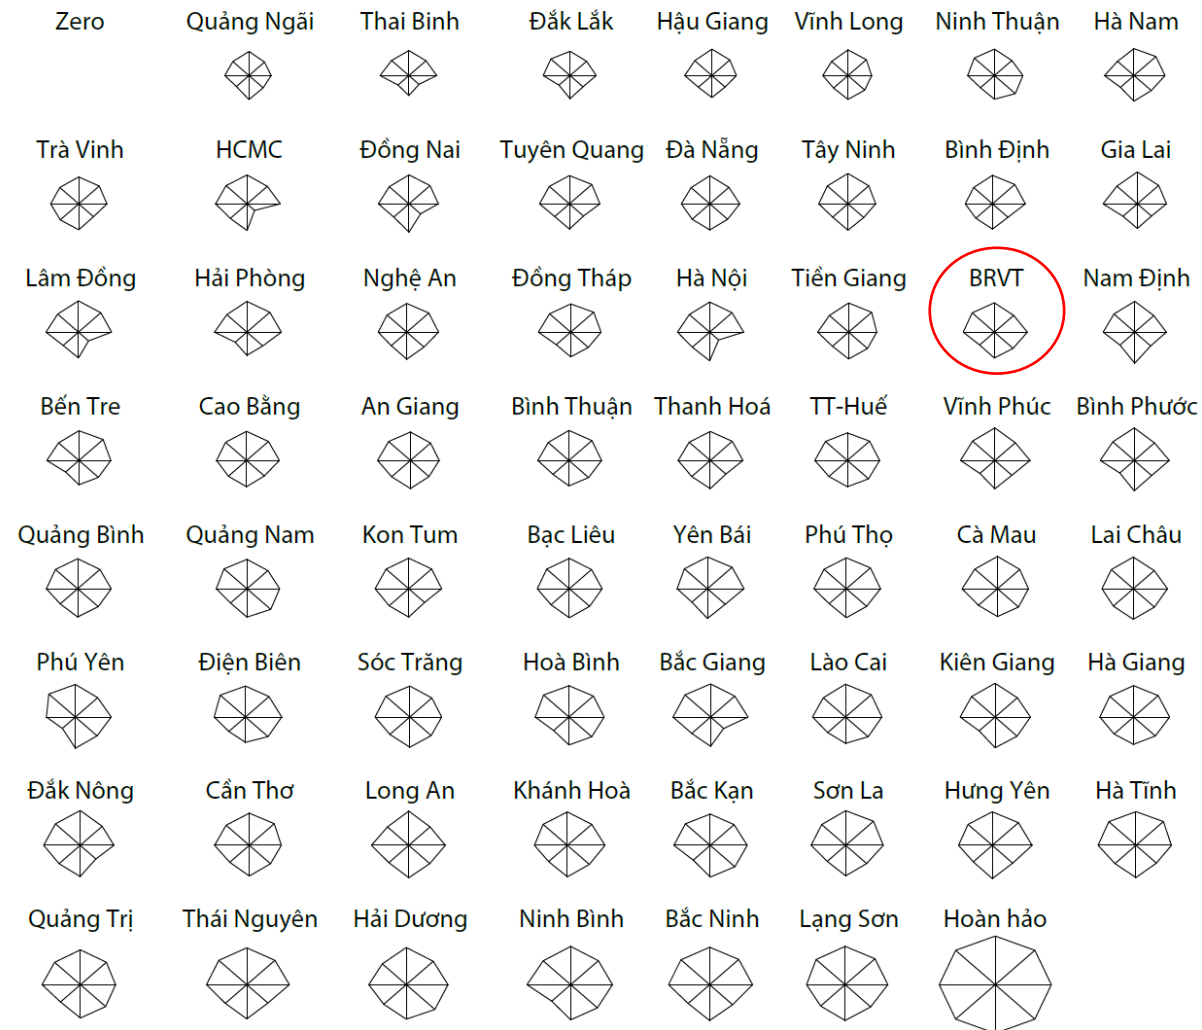 Zero Quảng Ngãi Thai Binh Đắk Lắk Hậu Giang Vĩnh Long Ninh Thuận Hà Nam
Trà Vinh HCMC Đồng Nai Tuyên Quang Đà Nẵng Tây Ninh Bình Định Gia Lai
Lâm Đồng Hải Phòng Nghệ An Đồng Tháp Hà Nội Tiền Giang BRVT Nam Định
Bến Tre Cao Bằng An Giang Bình Thuận Thanh Hoá TT-Huế Vĩnh Phúc Bình Phước
Quảng Bình Quảng Nam Kon Tum Bạc Liêu Yên Bái Phú Thọ Cà Mau Lai Châu
Phú Yên Điện Biên Sóc Trăng Hoà Bình Bắc Giang Lào Cai Kiên Giang Hà Giang
Đắk Nông Cần Thơ Long An Khánh Hoà Bắc Kạn Sơn La Hưng Yên Hà Tĩnh
Quảng Trị Thái Nguyên Hải Dương Ninh Bình Bắc Ninh Lạng Sơn Hoàn hảo